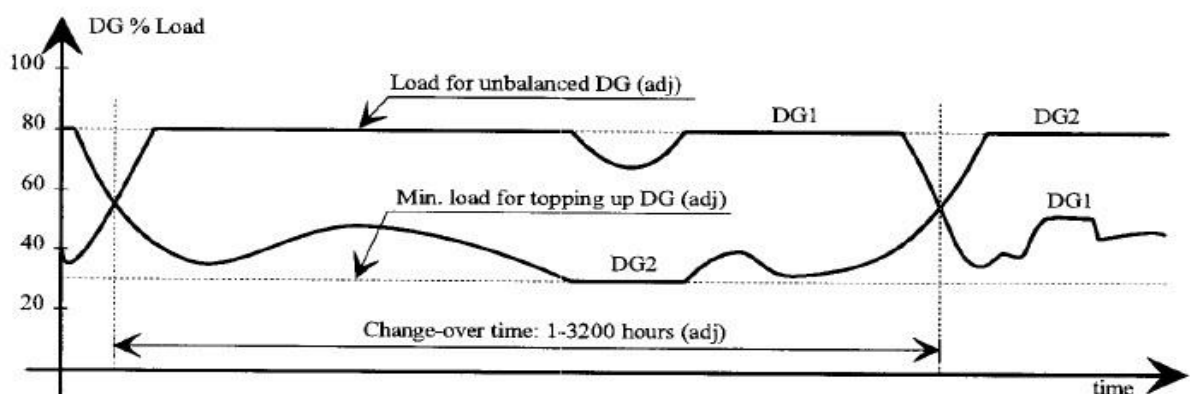 DG % Load
100
Load for unbalanced DG (adj)
80
DG1
DG2
60
Min. load for topping up DG (adj)
DG1
40
DG2
20
Change-over time: 1-3200 hours (adj)
time